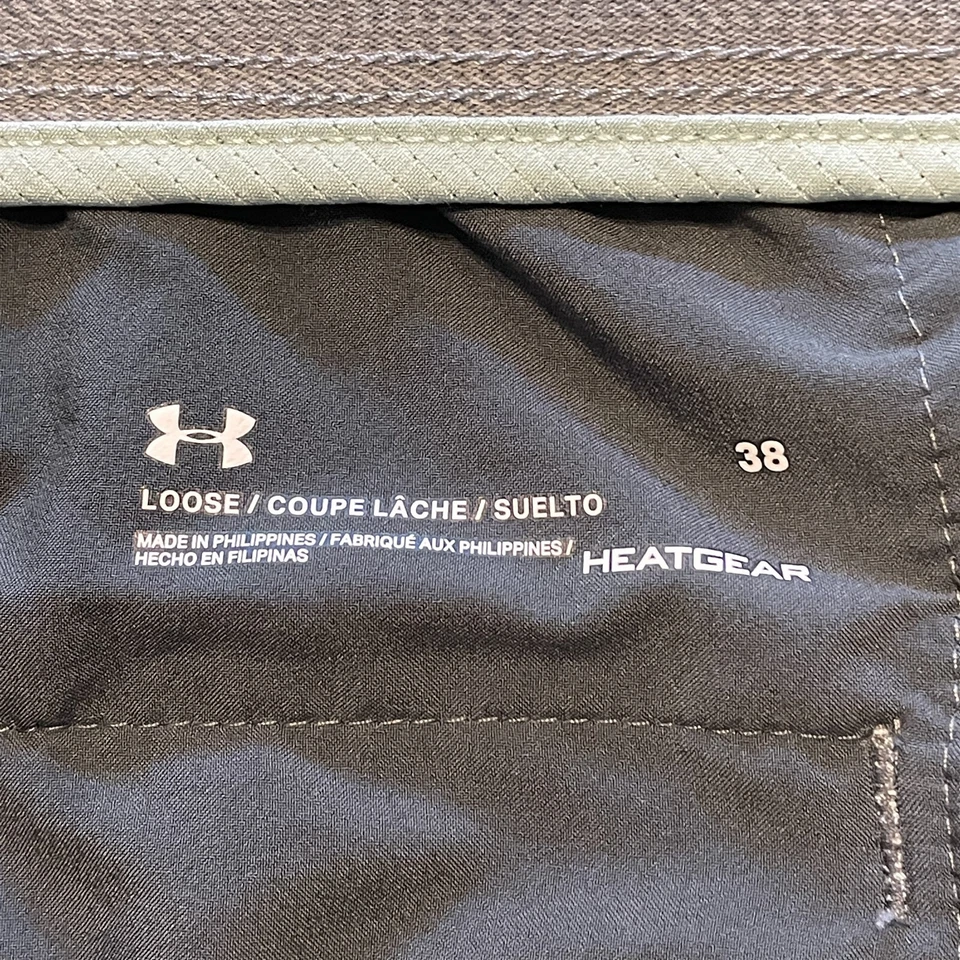 38
LOOSE / COUPE LÂCHE / SUELTO
MADE IN PHILIPPINES / FABRIQUÉ AUX PHILIPPINES /
HECHO EN FILIPINAS
HEATGEAR